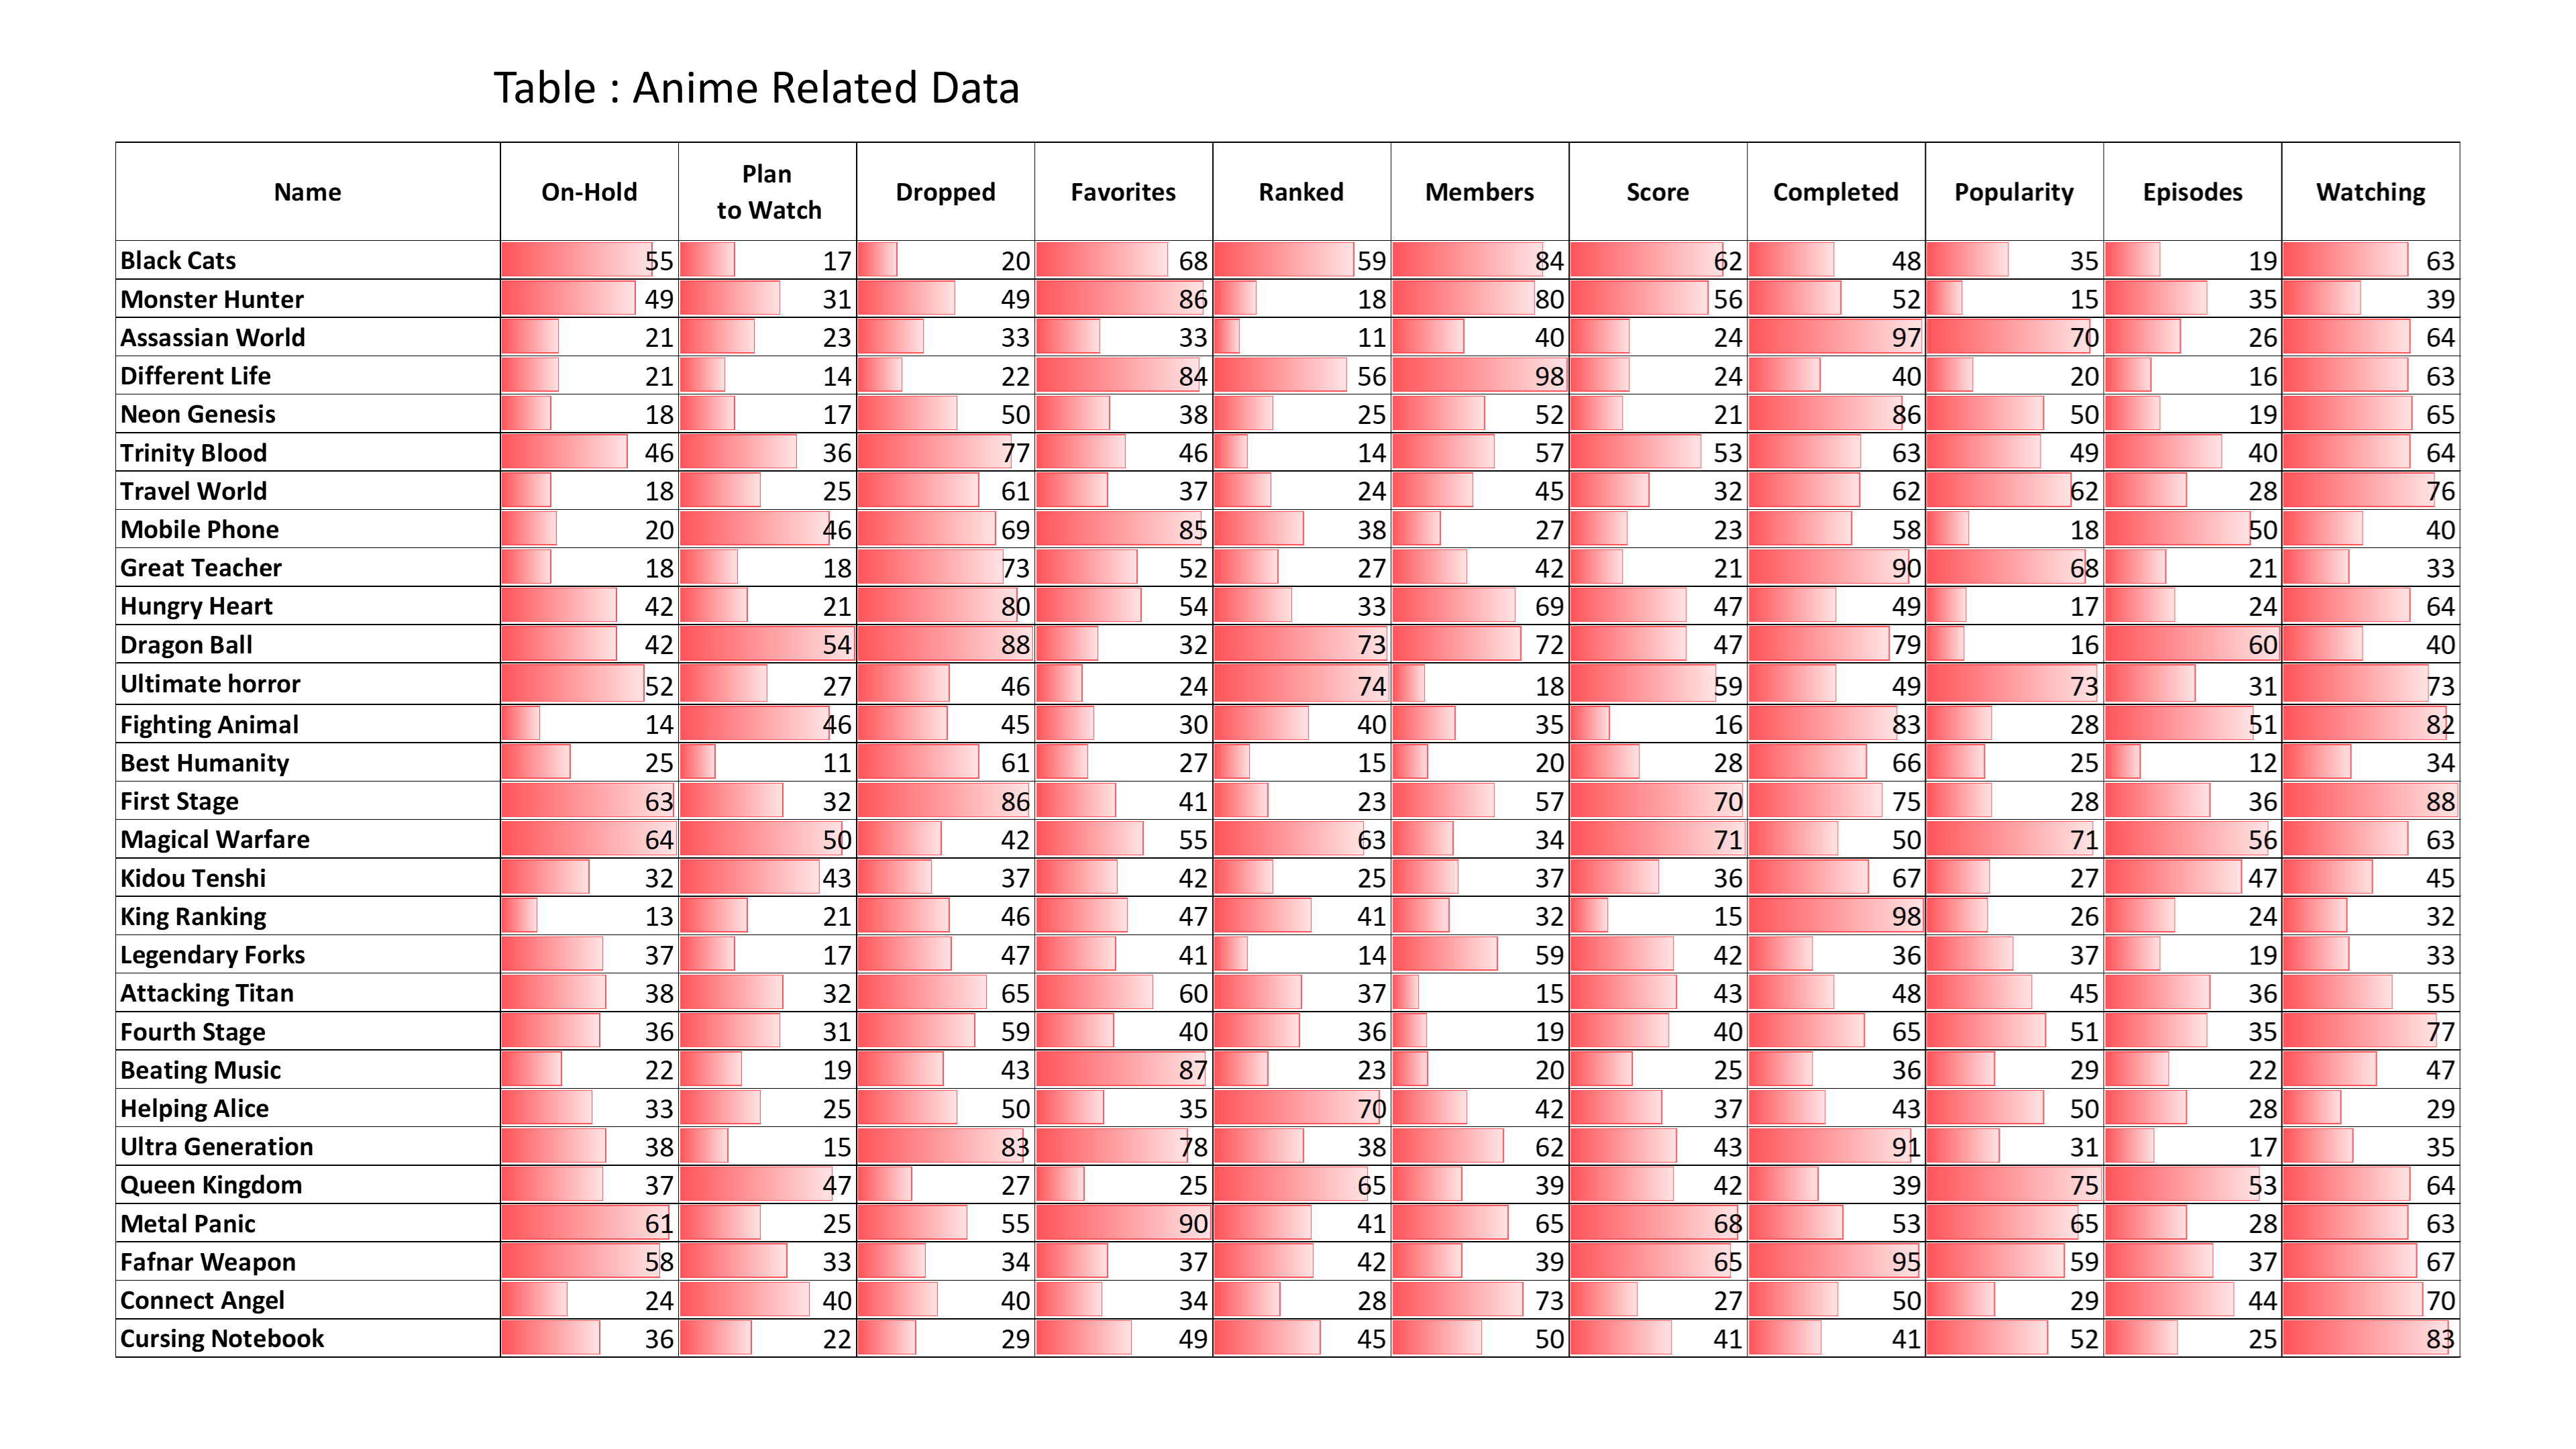 Table : Anime Related Data
Name On-Hold Plan to Watch Dropped Favorites Ranked Members Score Completed Popularity Episodes Watching
Black Cats 55 17 20 68 59 84 62 48 35 19 63
Monster Hunter 49 31 49 86 18 80 56 52 15 35 39
Assassian World 21 23 33 33 11 40 24 97 70 26 64
Different Life 21 14 22 84 56 98 24 40 20 16 63
Neon Genesis 18 17 50 38 25 52 21 86 50 19 65
Trinity Blood 46 36 77 46 14 57 53 63 49 40 64
Travel World 18 25 61 37 24 45 32 62 62 28 76
Mobile Phone 20 46 69 85 38 27 23 58 18 50 40
Great Teacher 18 18 73 52 27 42 21 90 68 21 33
Hungry Heart 42 21 80 54 33 69 47 49 17 24 64
Dragon Ball 42 54 88 32 73 72 47 79 16 60 40
Ultimate horror 52 27 46 24 74 18 59 49 73 31 73
Fighting Animal 14 46 45 30 40 35 16 83 28 51 82
Best Humanity 25 11 61 27 15 20 28 66 25 12 34
First Stage 63 32 86 41 23 57 70 75 28 36 88
Magical Warfare 64 50 42 55 63 34 71 50 71 56 63
Kidou Tenshi 32 43 37 42 25 37 36 67 27 47 45
King Ranking 13 21 46 47 41 32 15 98 26 24 32
Legendary Forks 37 17 47 41 14 59 42 36 37 19 33
Attacking Titan 38 32 65 60 37 15 43 48 45 36 55
Fourth Stage 36 31 59 40 36 19 40 65 51 35 77
Beating Music 22 19 43 87 23 20 25 36 29 22 47
Helping Alice 33 25 50 35 70 42 37 43 50 28 29
Ultra Generation 38 15 83 78 38 62 43 91 31 17 35
Queen Kingdom 37 47 27 25 65 39 42 39 75 53 64
Metal Panic 61 25 55 90 41 65 68 53 65 28 63
Fafnar Weapon 58 33 34 37 42 39 65 95 59 37 67
Connect Angel 24 40 40 34 28 73 27 50 29 44 70
Cursing Notebook 36 22 29 49 45 50 41 41 52 25 83